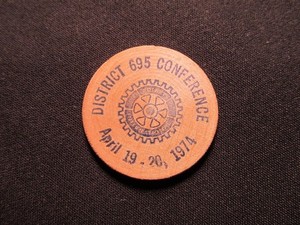 DISTRICT 695 CONFERENCE
April 19-20, 1974